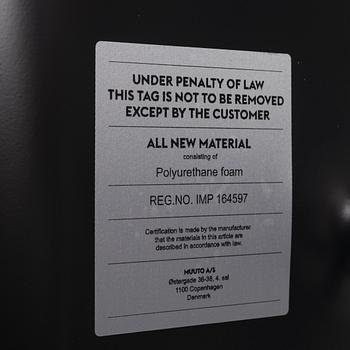 UNDER PENALTY OF LAW
THIS TAG IS NOT TO BE REMOVED
EXCEPT BY THE CUSTOMER
ALL NEW MATERIAL
consisting of
Polyurethane foam
REG.NO. IMP 164597
Certification is made by the manufacturer
that the materials in this article are
described in accordance with law.
MUUTO A/S
Østergade 36-38, 4. sal
1100 Copenhagen
Denmark